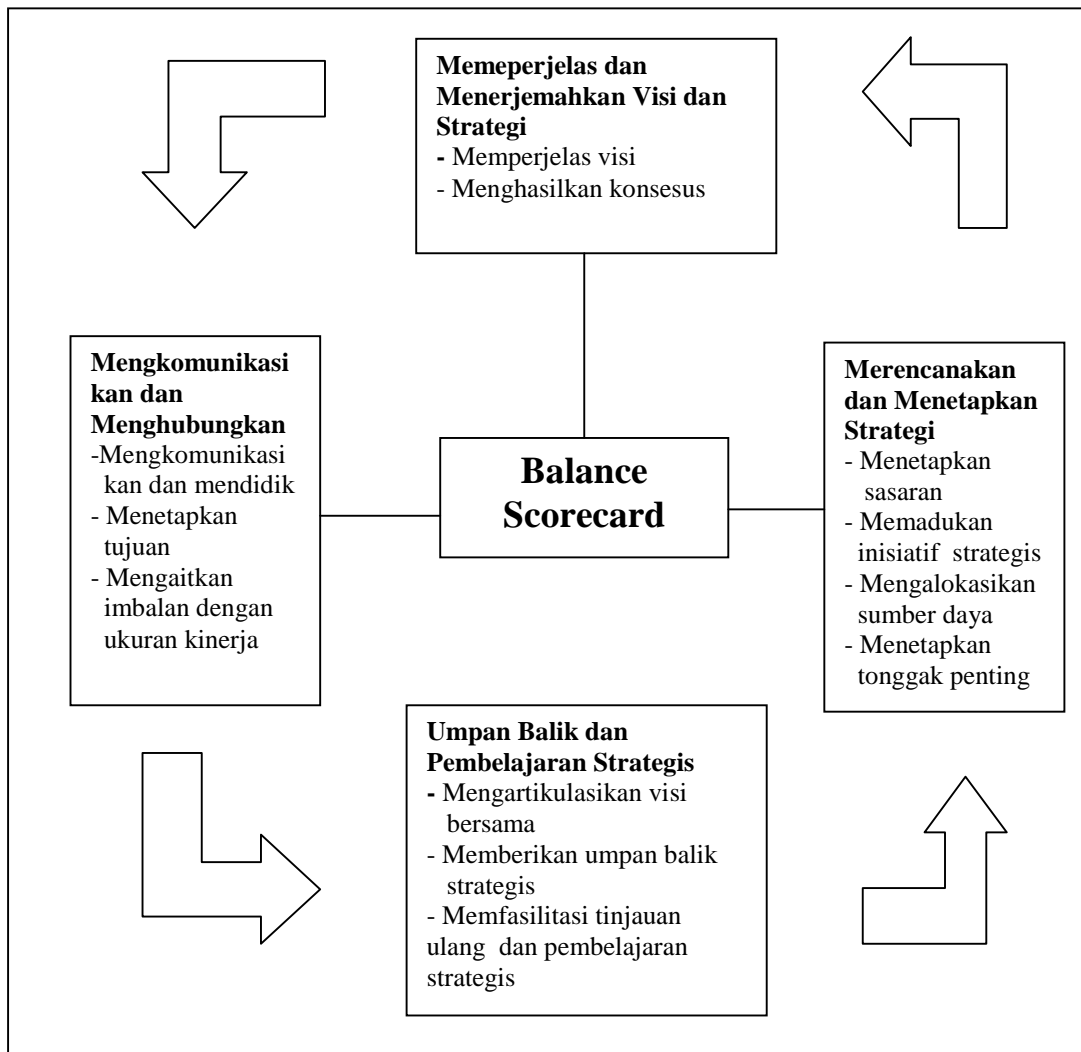 Memeperjelas dan
Menerjemahkan Visi dan
Strategi
- Memperjelas visi
- Menghasilkan konsesus
Mengkomunikasi
kan dan
Menghubungkan
-Mengkomunikasi
kan dan mendidik
- Menetapkan
tujuan
- Mengaitkan
imbalan dengan
ukuran kinerja
Balance
Scorecard
Merencanakan
dan Menetapkan
Strategi
- Menetapkan
sasaran
- Memadukan
inisiatif strategis
- Mengalokasikan
sumber daya
- Menetapkan
tonggak penting
Umpan Balik dan
Pembelajaran Strategis
- Mengartikulasikan visi
bersama
- Memberikan umpan balik
strategis
- Memfasilitasi tinjauan
ulang dan pembelajaran
strategis